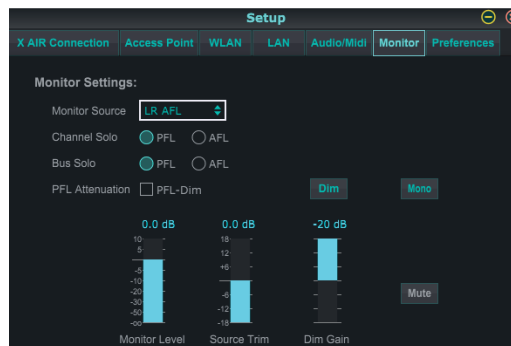 Setup
X AIR Connection Access Point WLAN LAN Audio/Midi Monitor Preferences
Monitor Settings:
Monitor Source LR AFL
Channel Solo PFL AFL
Bus Solo PFL AFL
PFL Attenuation PFL-Dim Dim Mono
0.0 dB 0.0 dB -20 dB
10 18
5 12
+6
-5
-10
-20 -6
-30 -12
-50
-oo -18
Mute
Monitor Level Source Trim Dim Gain